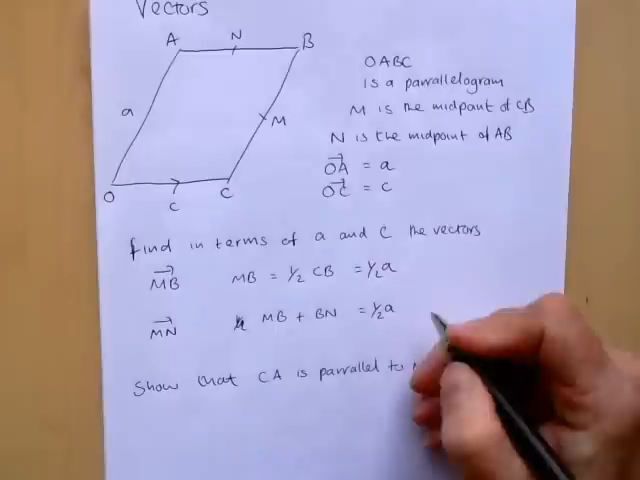 Vectors
A N B
a
M
O C C
OABC
is a parrallelogram
M is the midpoint of CB
N is the midpoint of AB
OA = a
OC = c
find in terms of a and c the vectors
MB MB = 1/2 CB = 1/2 a
MN MB + BN = 1/2 a
Show that CA is parralel to